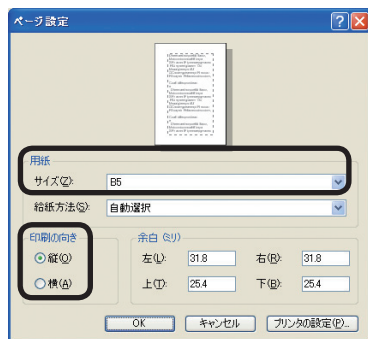 ページ設定
用紙
サイズ(Z): B5
給紙方法(S): 自動選択
印刷の向き
縦(O)
横(A)
余白 (ミリ)
左(L): 31.8 右(R): 31.8
上(T): 25.4 下(B): 25.4
OK キャンセル プリンタの設定(P)...